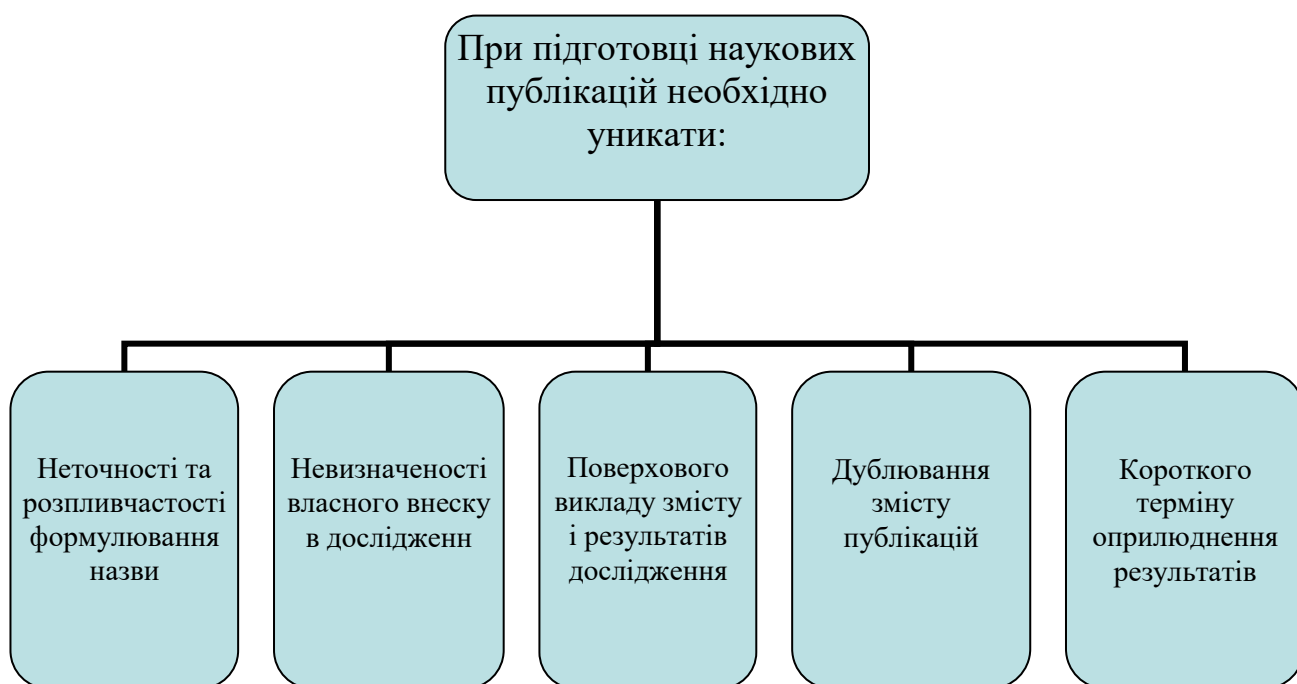 При підготовці наукових
публікацій необхідно
уникати:
Неточності та
розпливчастості
формулювання
назви
Невизначеності
власного внеску
в дослідженн
Поверхового
викладу змісту
і результатів
дослідження
Дублювання
змісту
публікацій
Короткого
терміну
оприлюднення
результатів